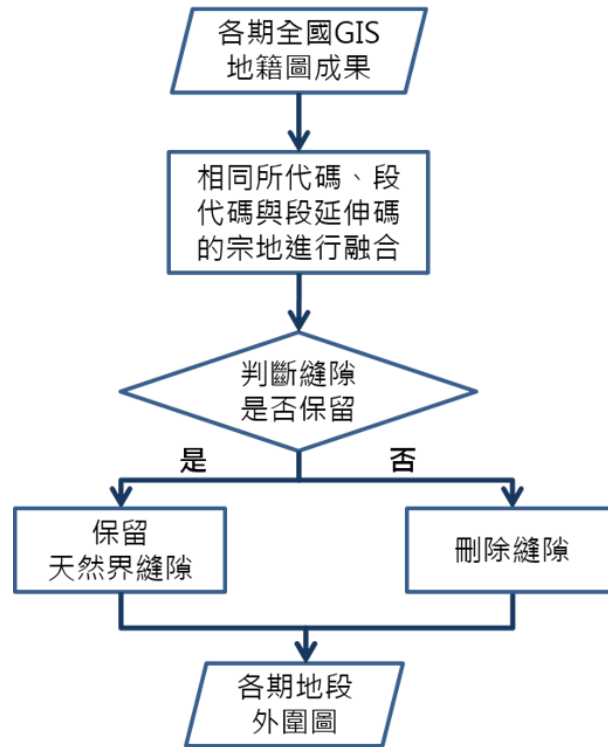 各期全國GIS
地籍圖成果
相同所代碼、段
代碼與段延伸碼
的宗地進行融合
判斷縫隙
是否保留
是
否
保留
天然界縫隙
刪除縫隙
各期地段
外圍圖